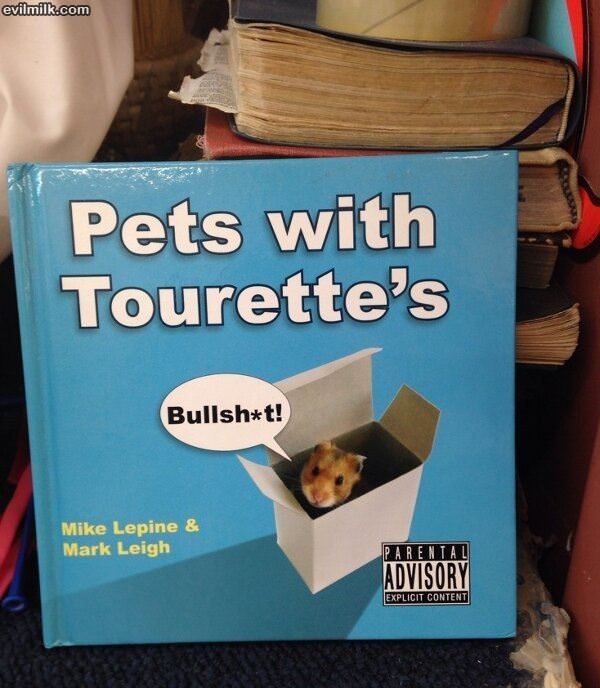 evilmilk.com
Pets with
Tourette's
Bullsh*t!
Mike Lepine &
Mark Leigh
PARENTAL
ADVISORY
EXPLICIT CONTENT